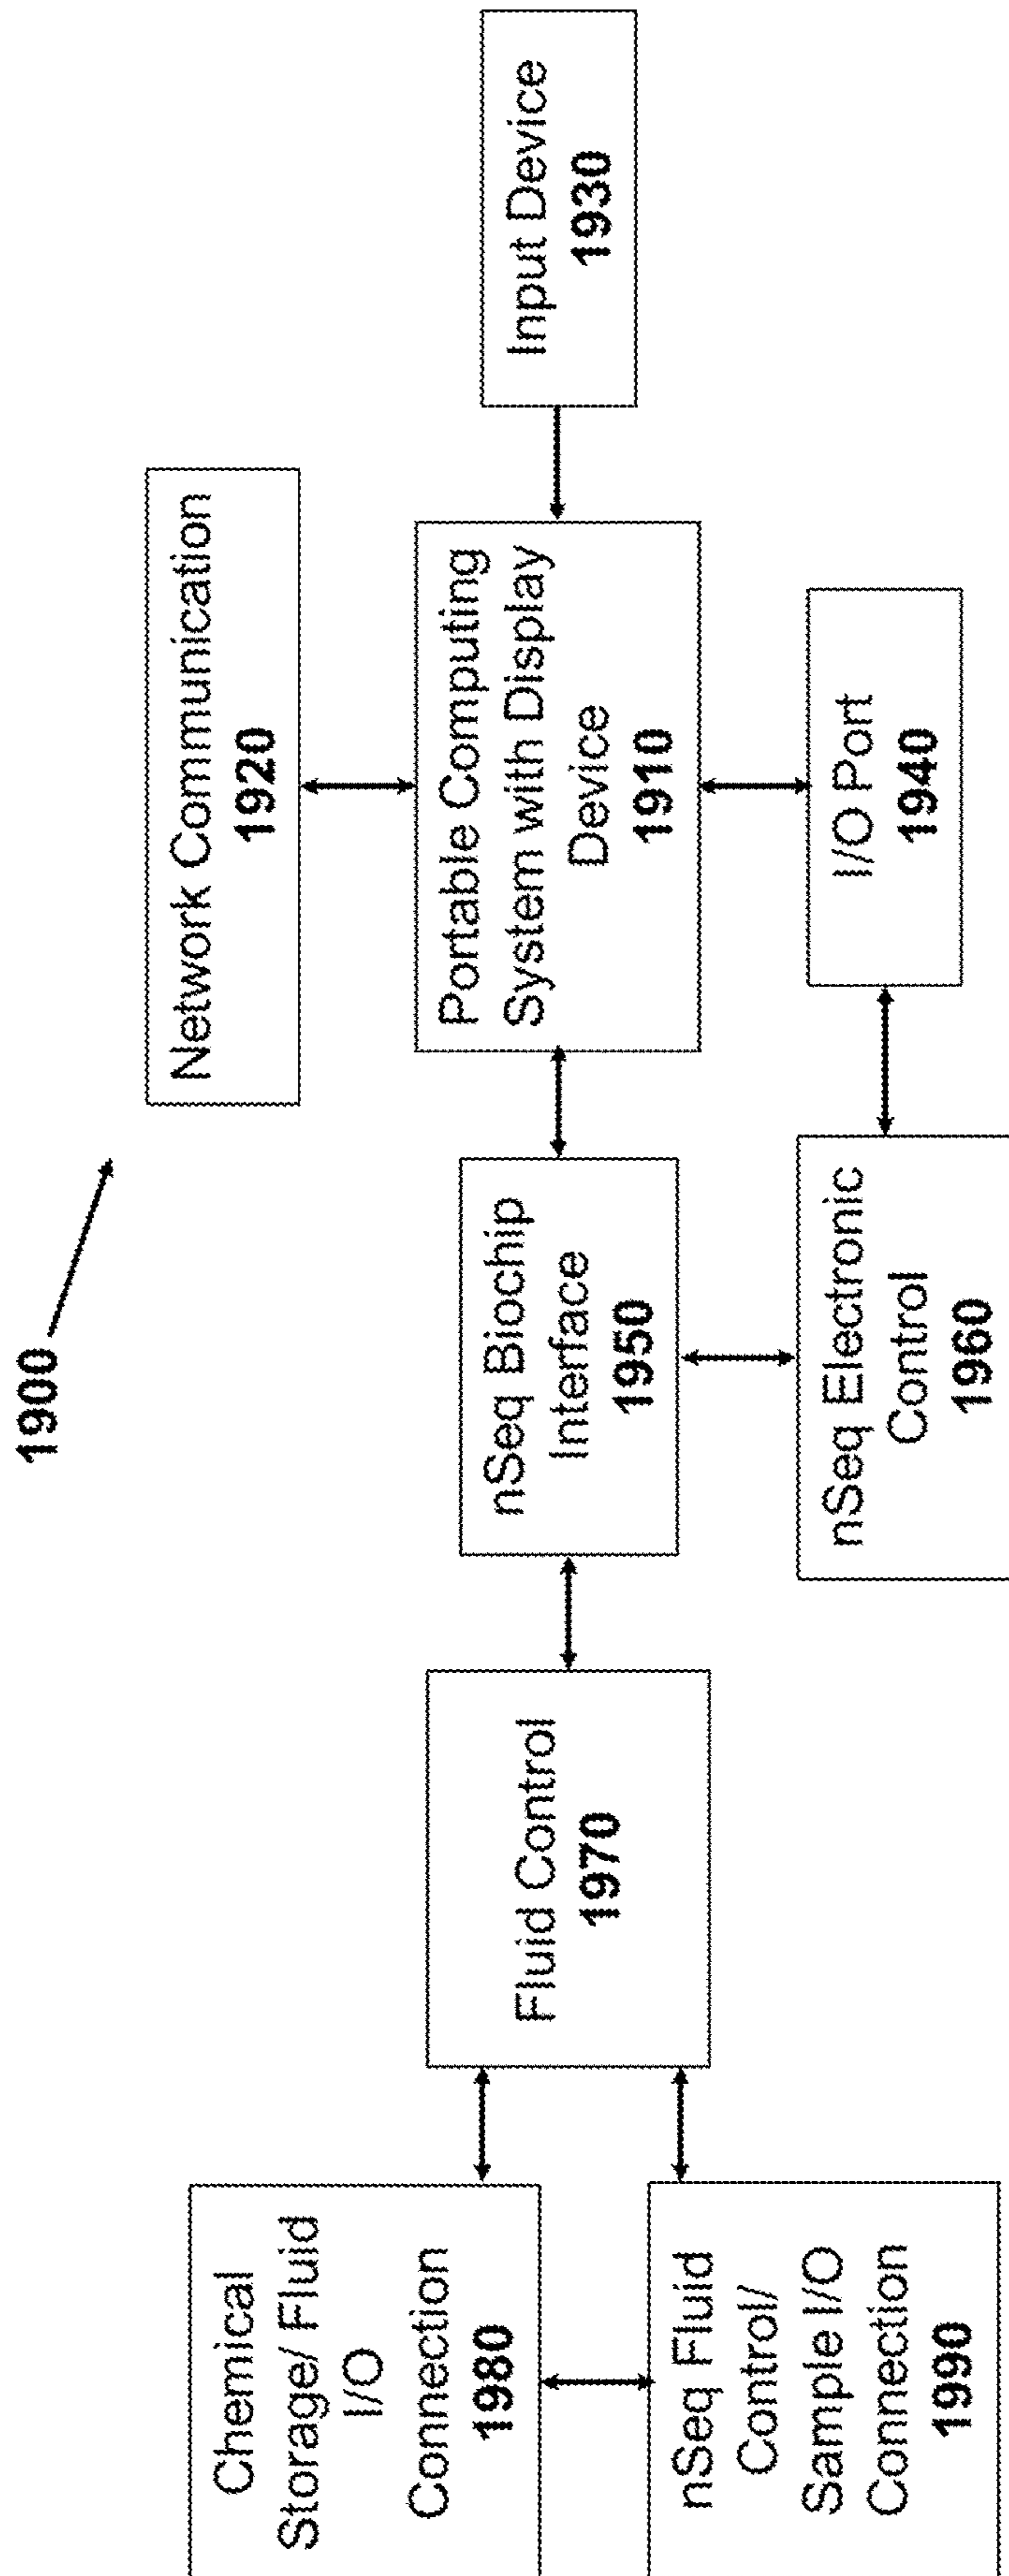 1900
Network Communication
1920
Input Device
1930
Portable Computing
System with Display
Device
1910
I/O Port
1940
nSeq Biochip
Interface
1950
nSeq Electronic
Control
1960
Fluid Control
1970
Chemical
Storage/ Fluid
I/O
Connection
1980
nSeq Fluid
Control/
Sample I/O
Connection
1990